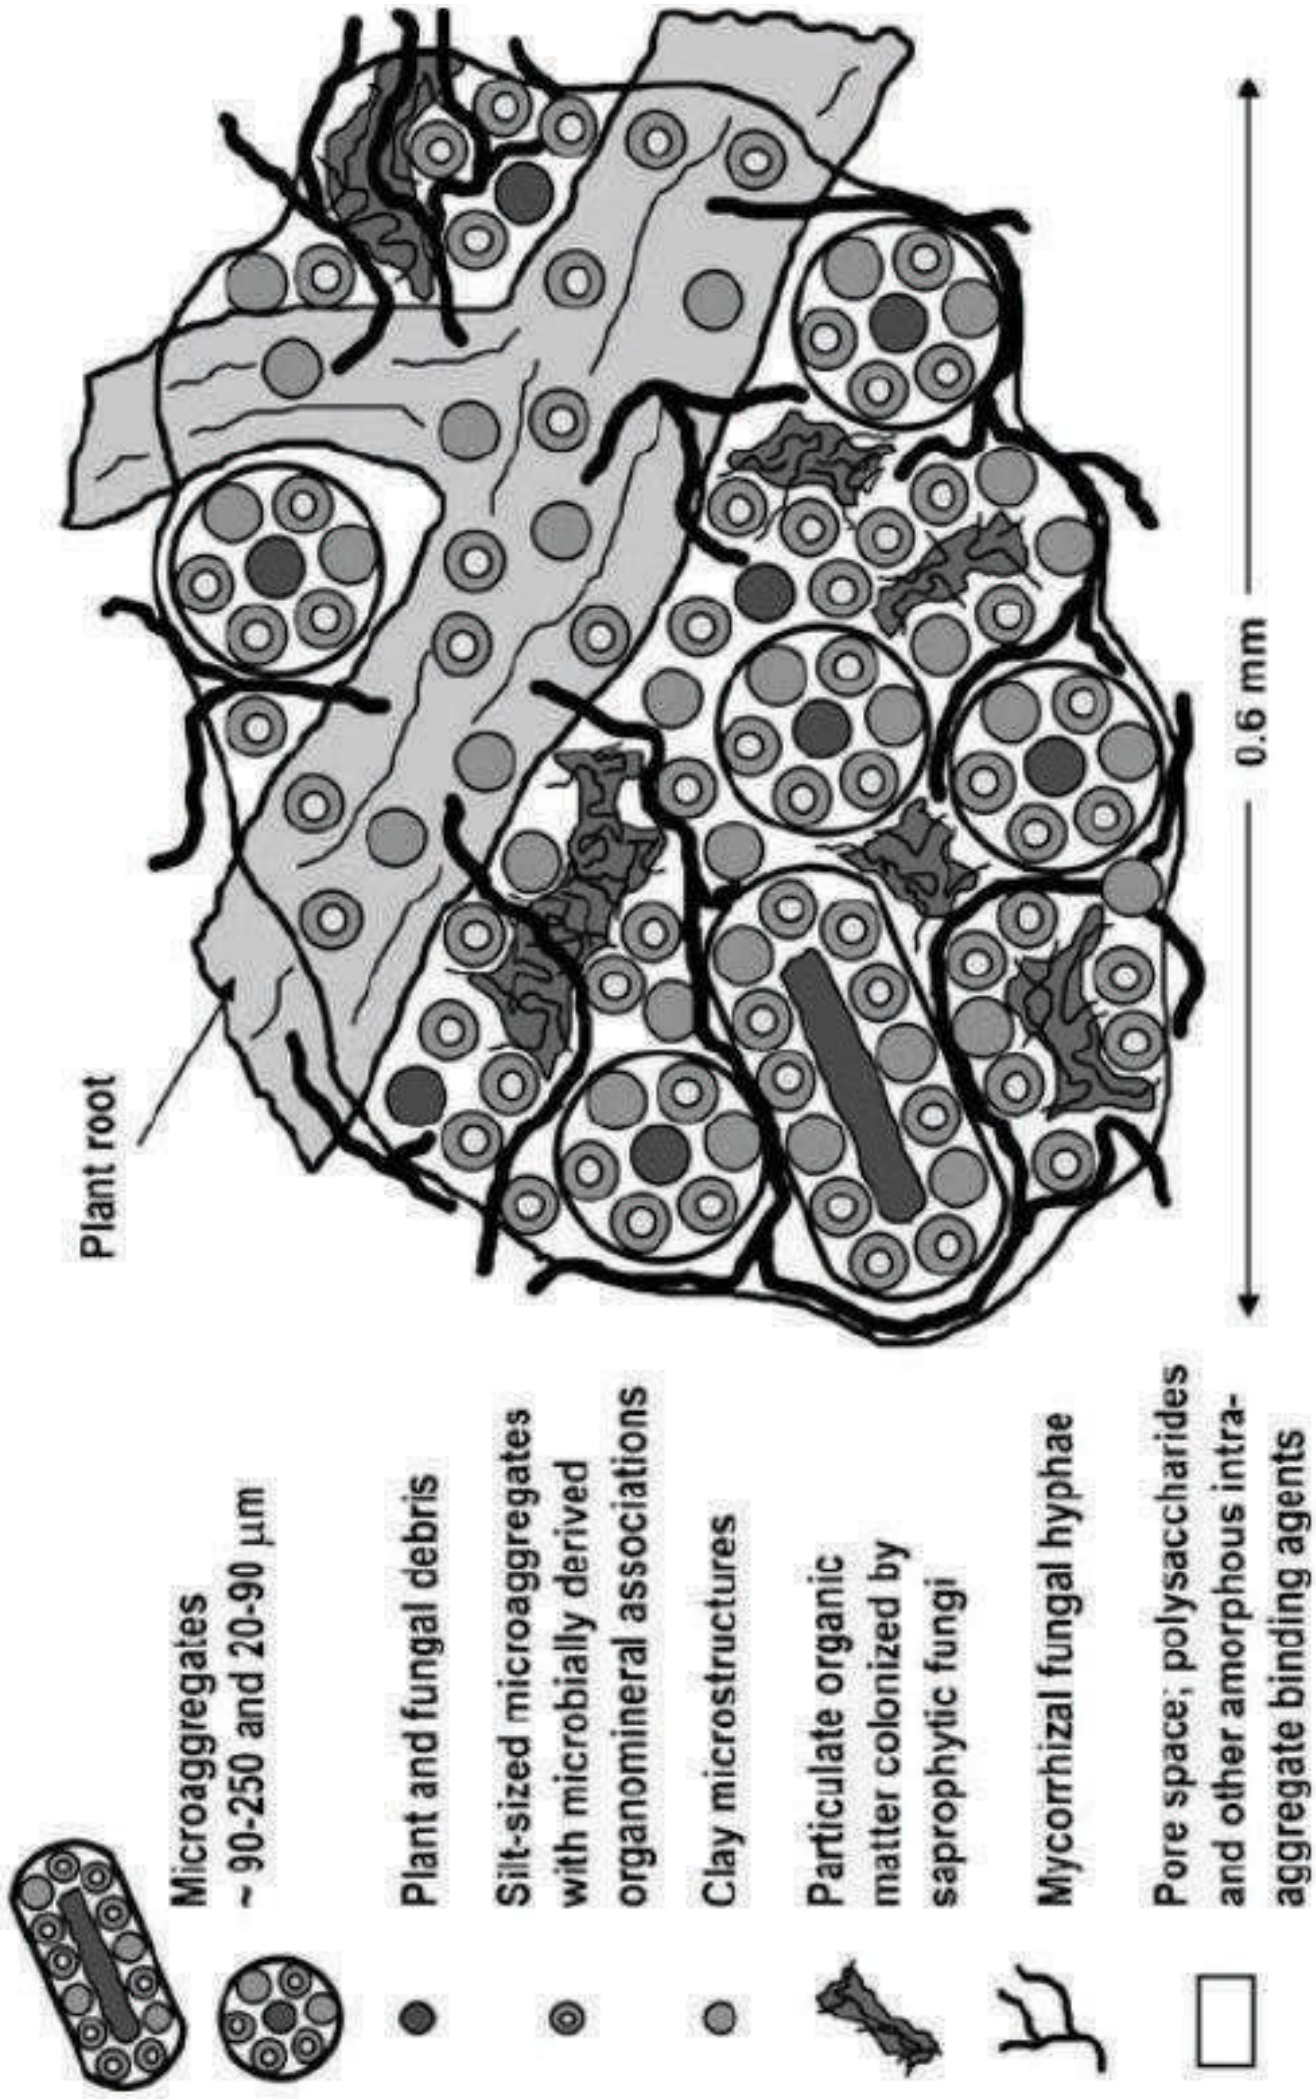 Microaggregates
~ 90-250 and 20-90 μm
Plant and fungal debris
Silt-sized microaggregates
with microbially derived
organomineral associations
Clay microstructures
Particulate organic
matter colonized by
saprophytic fungi
Mycorrhizal fungal hyphae
Pore space; polysaccharides
and other amorphous intra-
aggregate binding agents
Plant root
0.6 mm